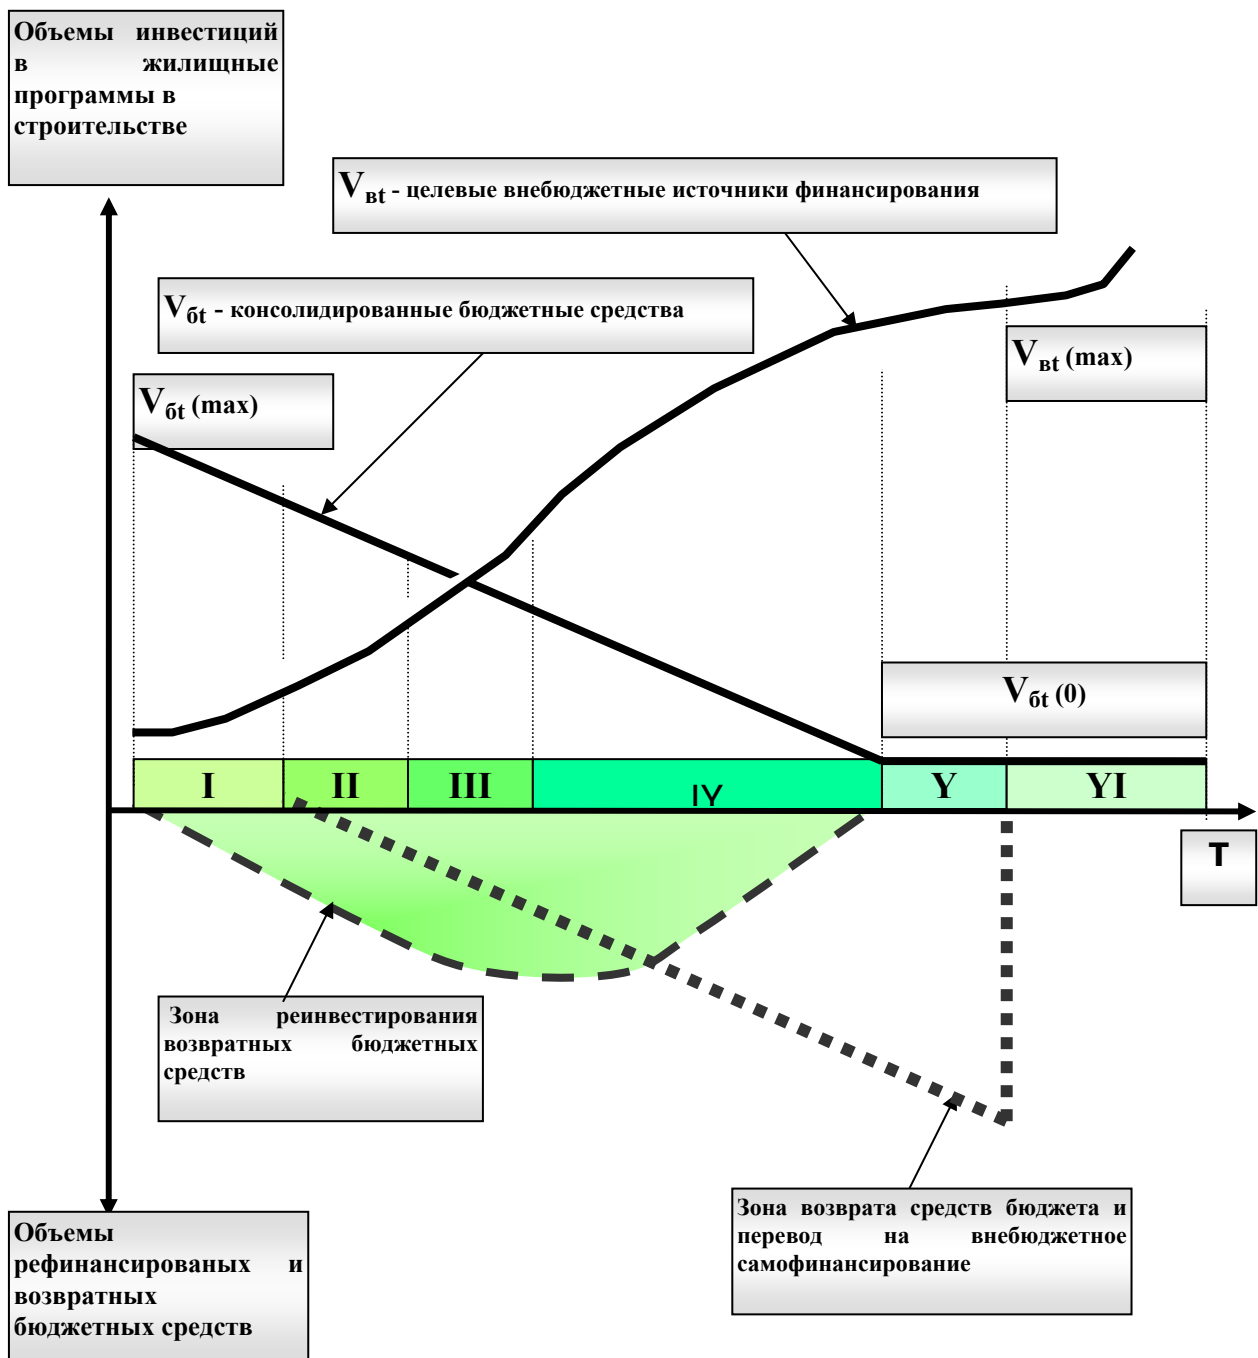 Объемы инвестиций
в жилищные
программы в
строительстве
Vвt - целевые внебюджетные источники финансирования
Vбt - консолидированные бюджетные средства
Vвt (max)
Vбt (max)
Vбt (0)
I II III IY Y YI
T
Зона реинвестирования
возвратных бюджетных
средств
Зона возврата средств бюджета и
перевод на внебюджетное
самофинансирование
Объемы
рефинансированых и
возвратных
бюджетных средств